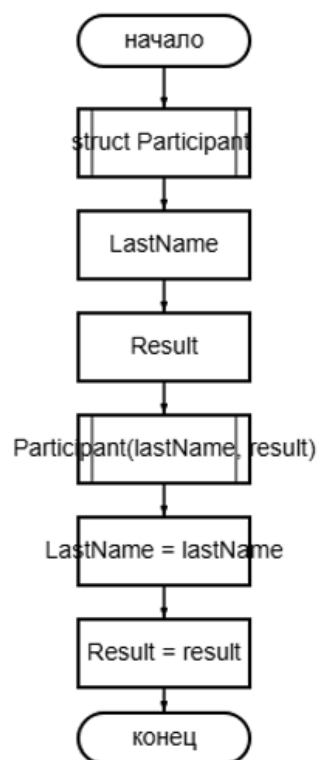 начало
struct Participant
LastName
Result
Participant(lastName, result)
LastName = lastName
Result = result
конец